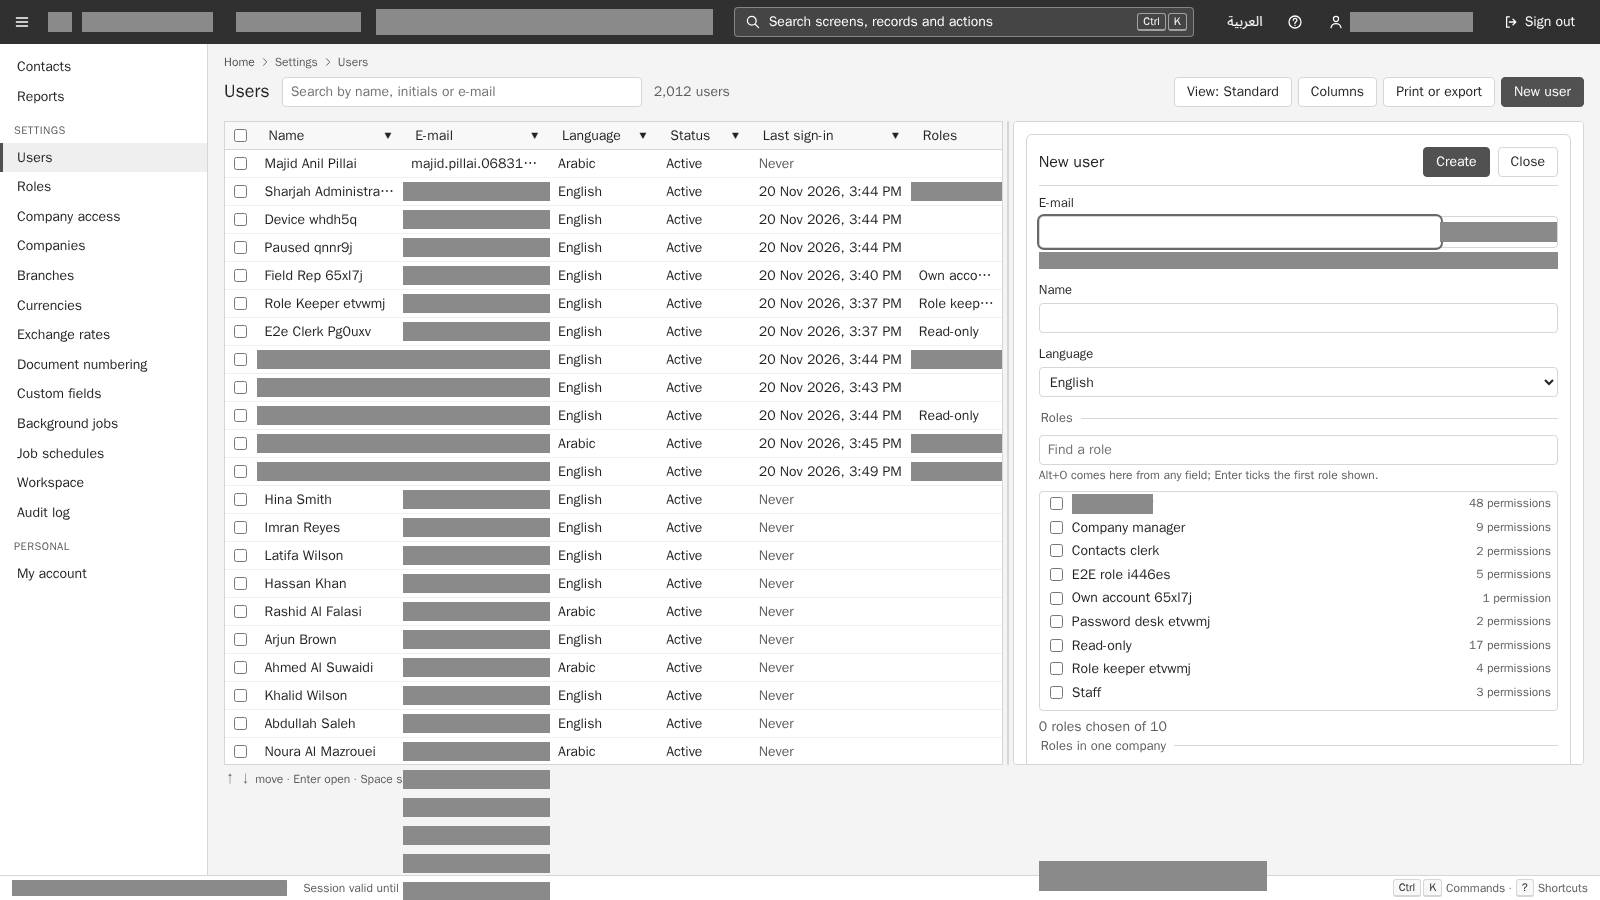 Search screens, records and actions Ctrl K العربية Sign out
Contacts
Reports
SETTINGS
Users
Roles
Company access
Companies
Branches
Currencies
Exchange rates
Document numbering
Custom fields
Background jobs
Job schedules
Workspace
Audit log
PERSONAL
My account
Home > Settings > Users
Users Search by name, initials or e-mail 2,012 users View: Standard Columns Print or export New user
Name ▼ E-mail ▼ Language ▼ Status ▼ Last sign-in ▼ Roles
Majid Anil Pillai majid.pillai.06831··· Arabic Active Never
Sharjah Administra··· English Active 20 Nov 2026, 3:44 PM
Device whdh5q English Active 20 Nov 2026, 3:44 PM
Paused qnnr9j English Active 20 Nov 2026, 3:44 PM
Field Rep 65xl7j English Active 20 Nov 2026, 3:40 PM Own acco···
Role Keeper etvwmj English Active 20 Nov 2026, 3:37 PM Role keep···
E2e Clerk Pg0uxv English Active 20 Nov 2026, 3:37 PM Read-only
English Active 20 Nov 2026, 3:44 PM
English Active 20 Nov 2026, 3:43 PM
English Active 20 Nov 2026, 3:44 PM Read-only
Arabic Active 20 Nov 2026, 3:45 PM
English Active 20 Nov 2026, 3:49 PM
Hina Smith English Active Never
Imran Reyes English Active Never
Latifa Wilson English Active Never
Hassan Khan English Active Never
Rashid Al Falasi Arabic Active Never
Arjun Brown English Active Never
Ahmed Al Suwaidi Arabic Active Never
Khalid Wilson English Active Never
Abdullah Saleh English Active Never
Noura Al Mazrouei Arabic Active Never
↑ ↓ move · Enter open · Space s
New user Create Close
E-mail
Name
Language
English
Roles
Find a role
Alt+O comes here from any field; Enter ticks the first role shown.
48 permissions
Company manager 9 permissions
Contacts clerk 2 permissions
E2E role i446es 5 permissions
Own account 65xl7j 1 permission
Password desk etvwmj 2 permissions
Read-only 17 permissions
Role keeper etvwmj 4 permissions
Staff 3 permissions
0 roles chosen of 10
Roles in one company
Session valid until
Ctrl K Commands · ? Shortcuts